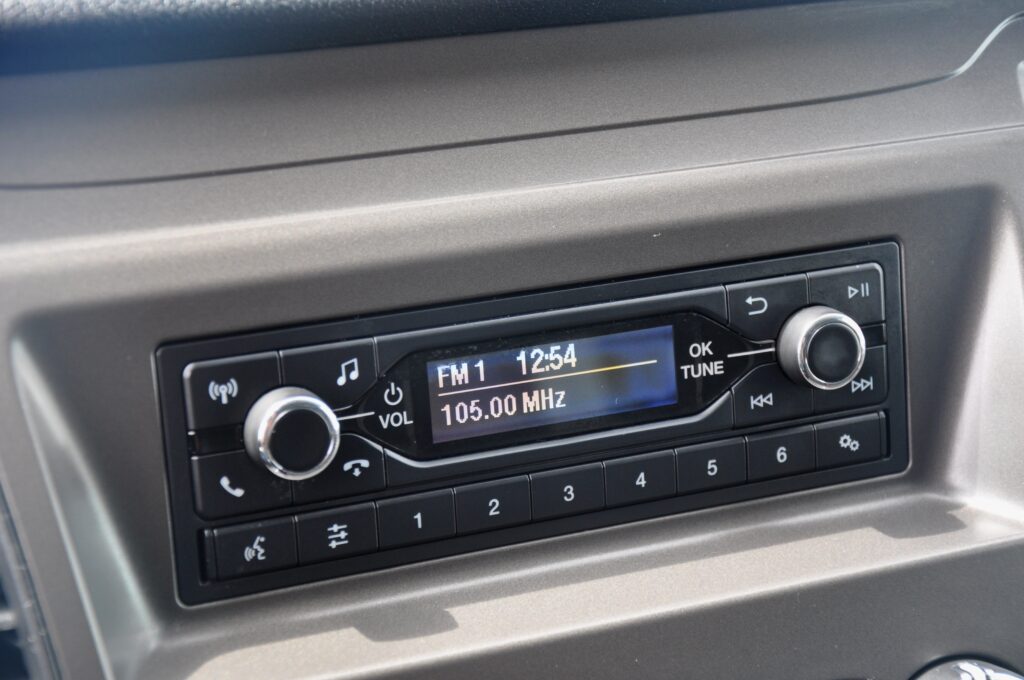 FM 1 12:54
105.00 MHz
VOL
OK
TUNE
1 2 3 4 5 6